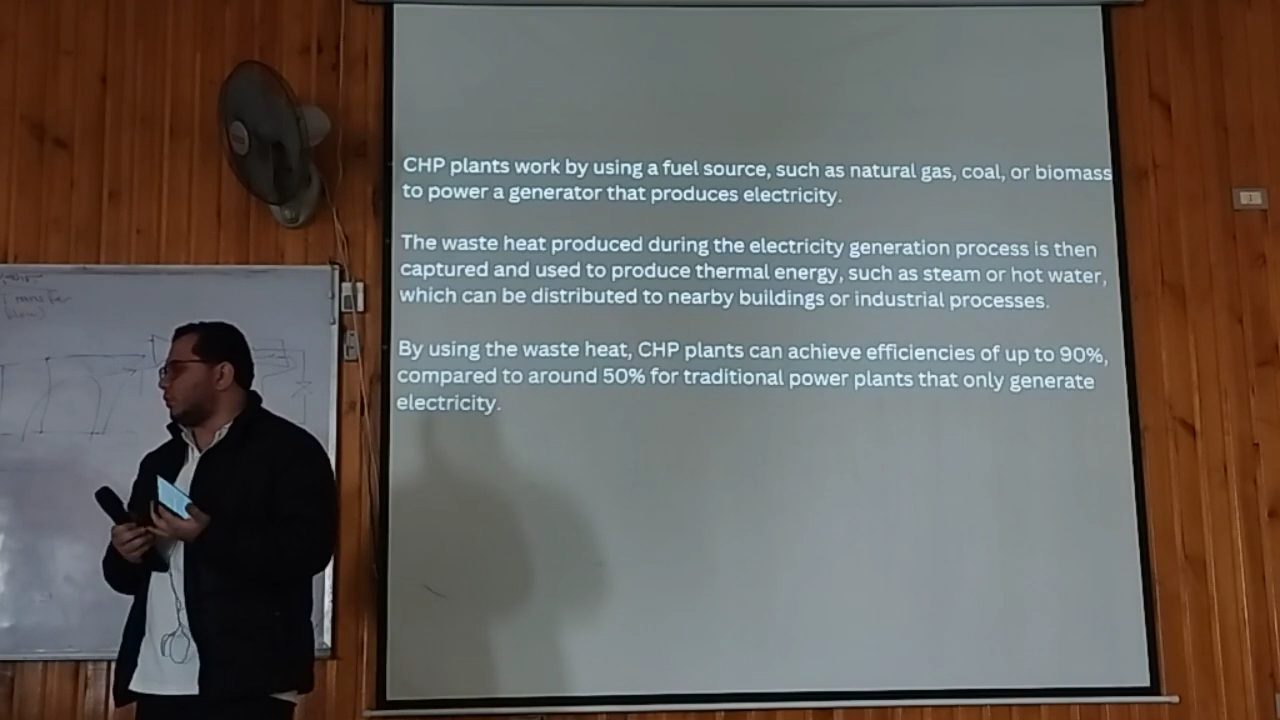 CHP plants work by using a fuel source, such as natural gas, coal, or biomass
to power a generator that produces electricity.
The waste heat produced during the electricity generation process is then
captured and used to produce thermal energy, such as steam or hot water,
which can be distributed to nearby buildings or industrial processes.
By using the waste heat, CHP plants can achieve efficiencies of up to 90%,
compared to around 50% for traditional power plants that only generate
electricity.
Transfer